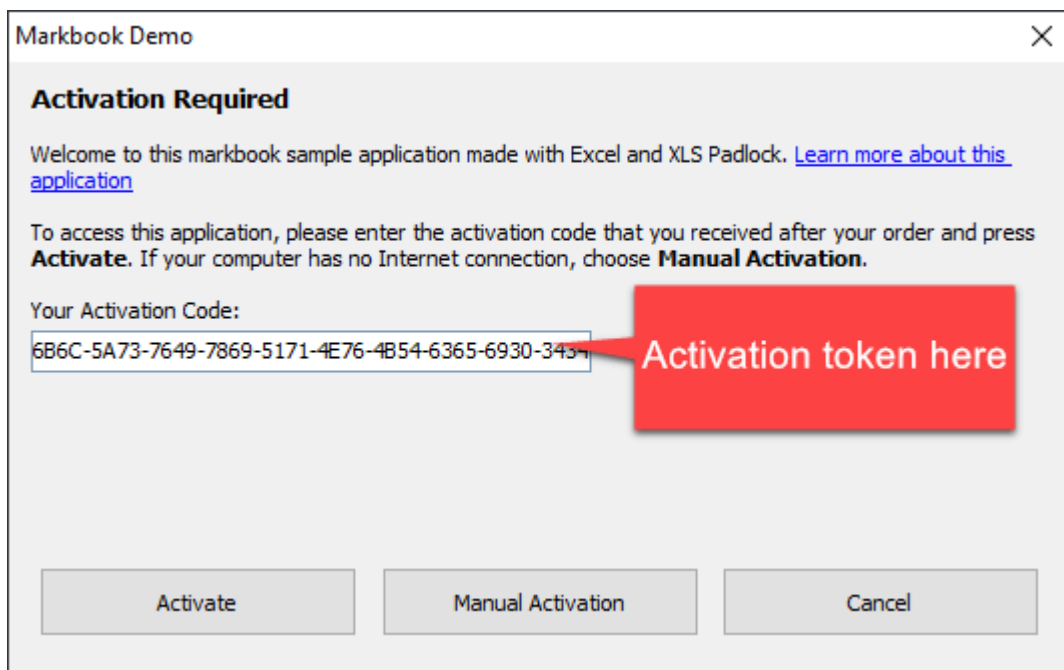 Markbook Demo
Activation Required
Welcome to this markbook sample application made with Excel and XLS Padlock. Learn more about this
application
To access this application, please enter the activation code that you received after your order and press
Activate. If your computer has no Internet connection, choose Manual Activation.
Your Activation Code:
6B6C-5A73-7649-7869-5171-4E76-4B54-6365-6930-3434
Activation token here
Activate
Manual Activation
Cancel